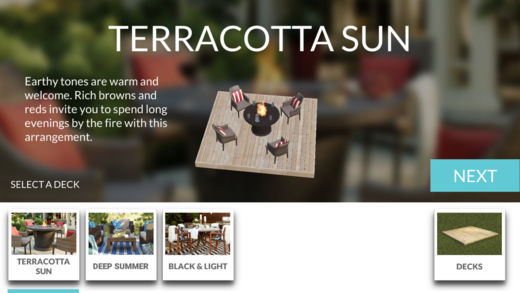 TERRACOTTA SUN
Earthy tones are warm and
welcome. Rich browns and
reds invite you to spend long
evenings by the fire with this
arrangement.
NEXT
SELECT A DECK
TERRACOTTA
SUN
DEEP SUMMER
BLACK & LIGHT
DECKS